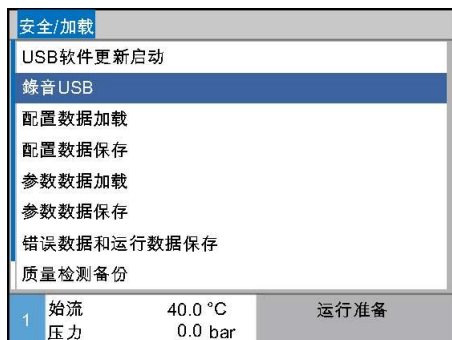 安全/加载
USB软件更新启动
錄音USB
配置数据加载
配置数据保存
参数数据加载
参数数据保存
错误数据和运行数据保存
质量检测备份
1 始流 40.0 °C 运行准备
压力 0.0 bar